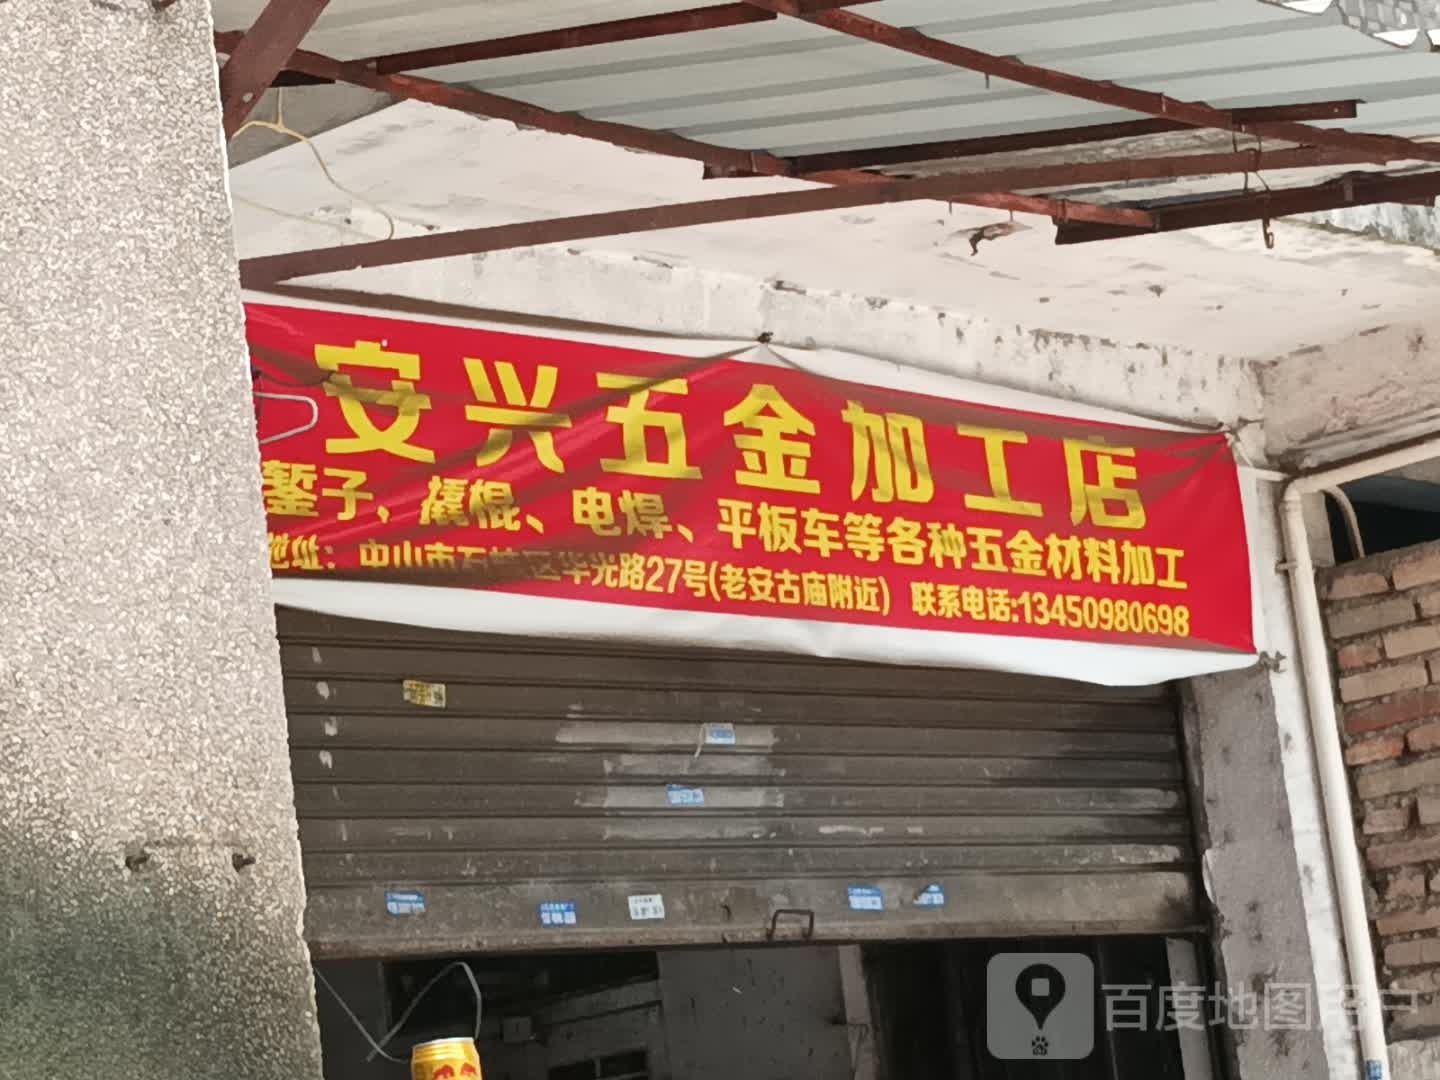 安兴五金加工店
錾子、撬棍、电焊、平板车等各种五金材料加工
地址：中山市石岐区华光路27号(老安古庙附近) 联系电话:13450980698
百度地图用户